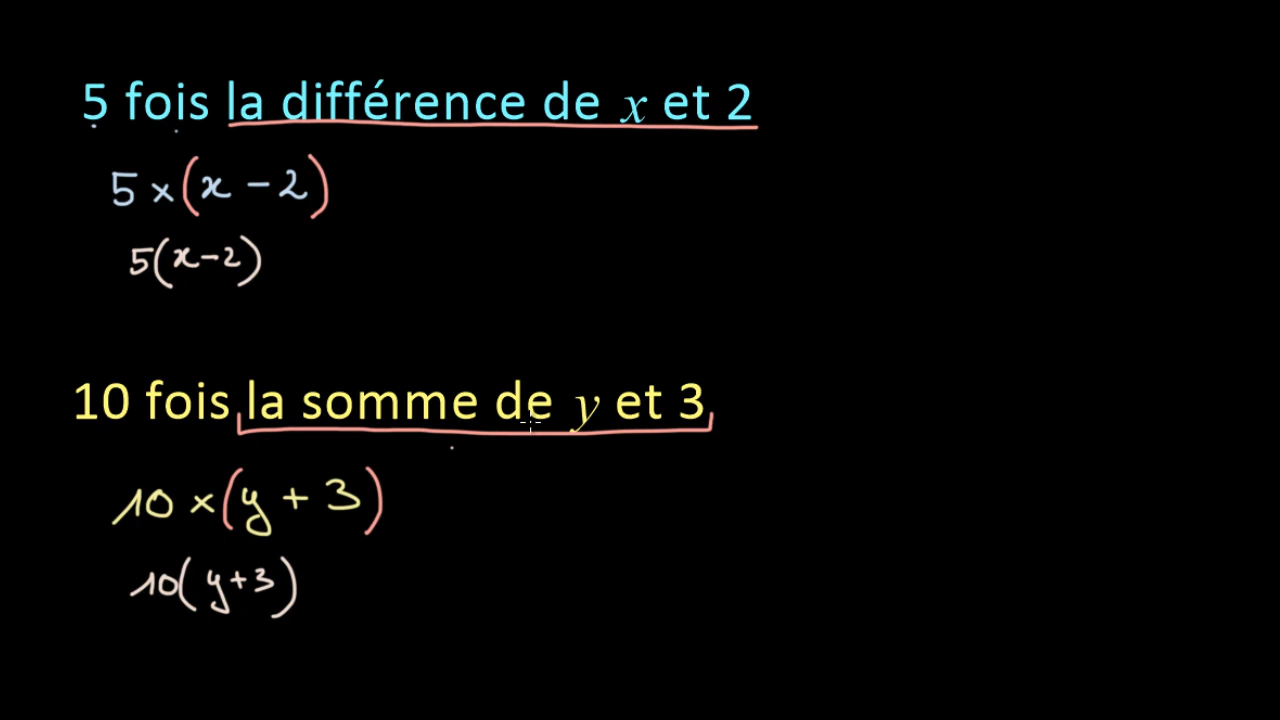 5 fois la différence de x et 2
5 × (x - 2)
5(x-2)
10 fois la somme de y et 3
10 × (y + 3)
10(y+3)